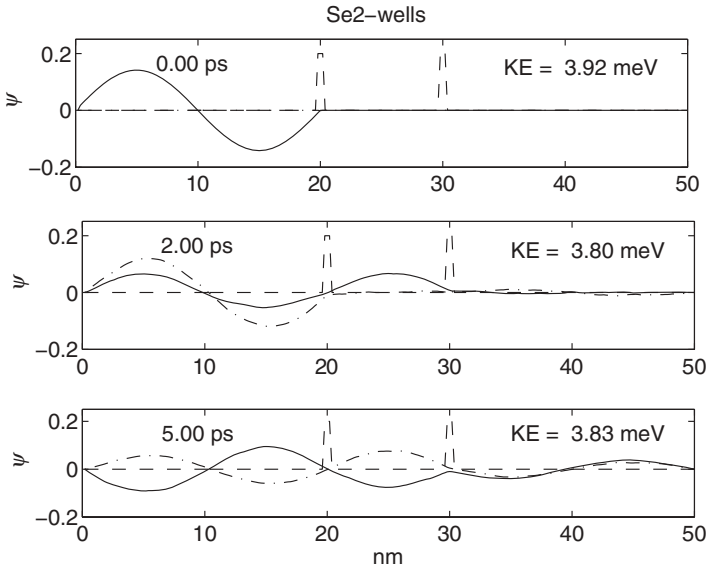 Se2–wells
0.2
0
−0.2
ψ
0.00 ps
KE = 3.92 meV
0 10 20 30 40 50
0.2
0
−0.2
ψ
2.00 ps
KE = 3.80 meV
0 10 20 30 40 50
0.2
0
−0.2
ψ
5.00 ps
KE = 3.83 meV
0 10 20 30 40 50
nm